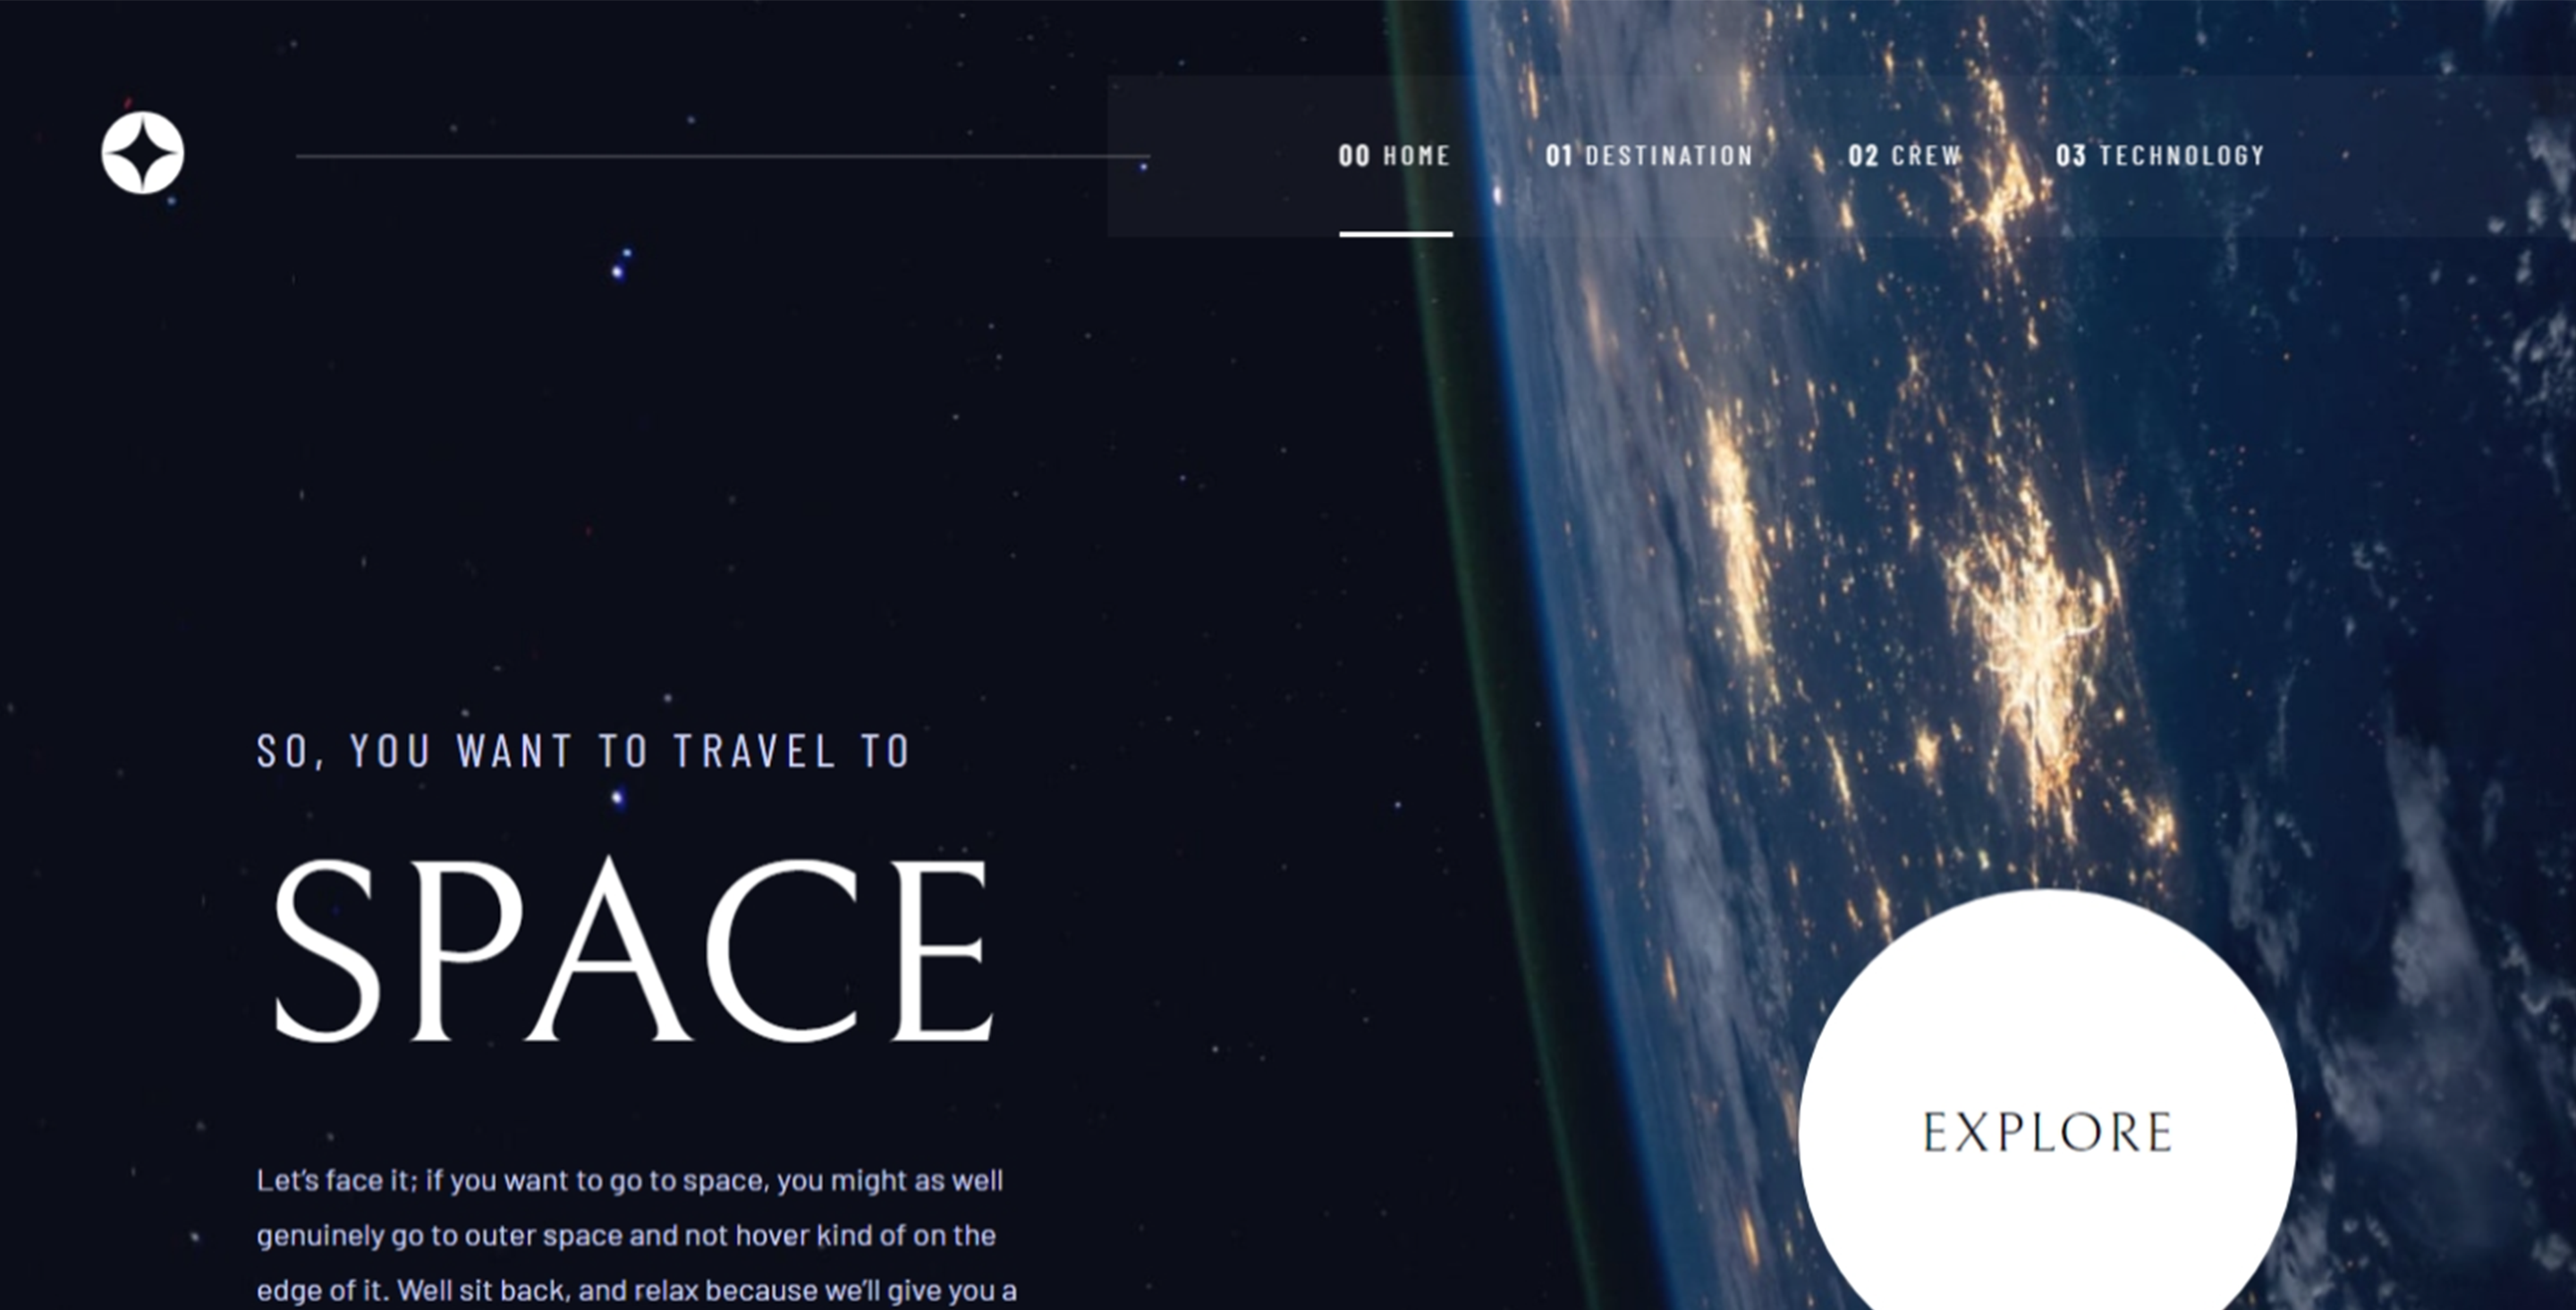 00 HOME 01 DESTINATION 02 CREW 03 TECHNOLOGY
SO, YOU WANT TO TRAVEL TO
SPACE
Let’s face it; if you want to go to space, you might as well
genuinely go to outer space and not hover kind of on the
edge of it. Well sit back, and relax because we’ll give you a
EXPLORE